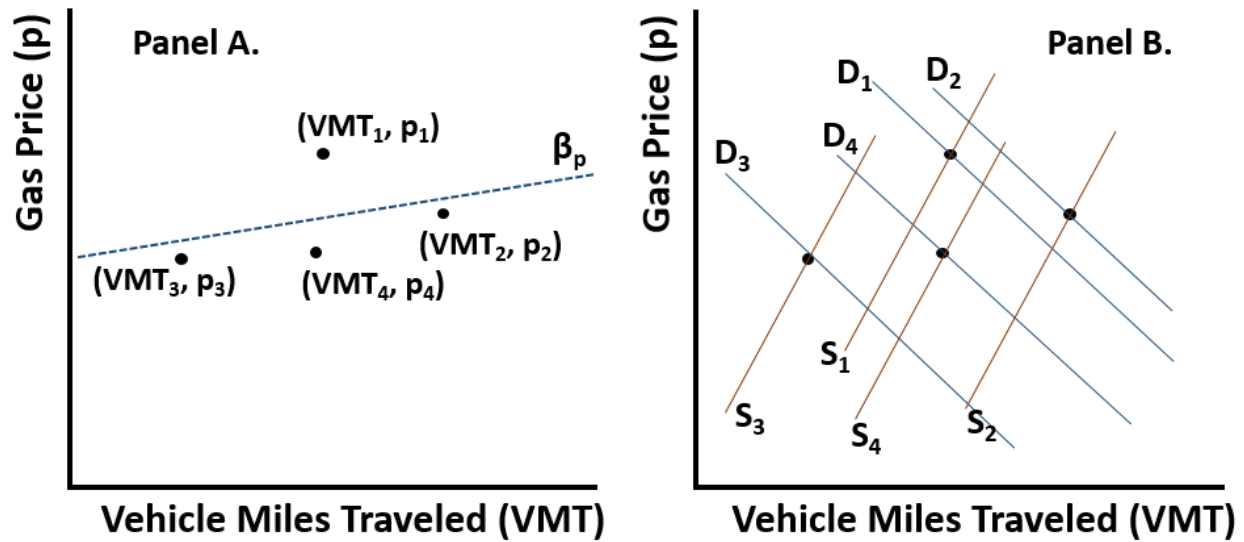 Panel A.
Gas Price (p)
(VMT₁, p₁)
βₚ
(VMT₂, p₂)
(VMT₃, p₃)
(VMT₄, p₄)
Vehicle Miles Traveled (VMT)
Panel B.
Gas Price (p)
D₁
D₂
D₄
D₃
S₁
S₃
S₄
S₂
Vehicle Miles Traveled (VMT)